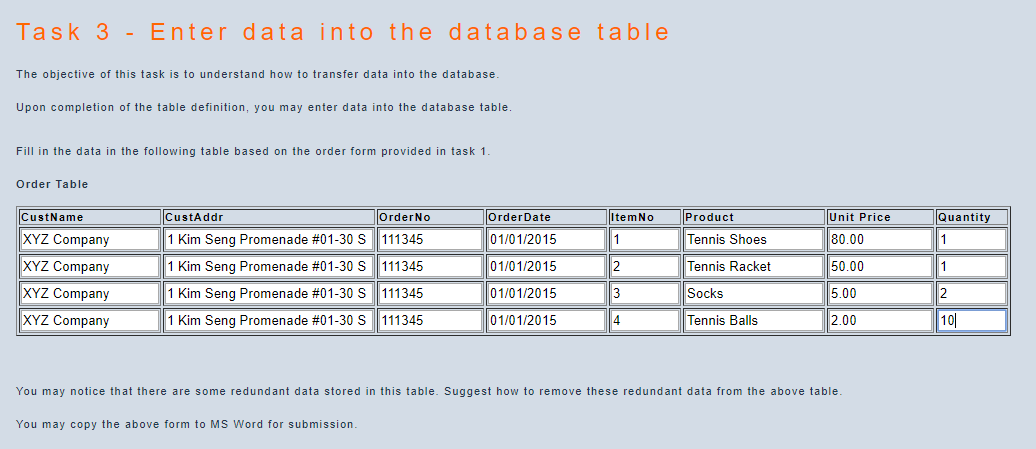 Task 3 - Enter data into the database table
The objective of this task is to understand how to transfer data into the database.
Upon completion of the table definition, you may enter data into the database table.
Fill in the data in the following table based on the order form provided in task 1.
Order Table
CustName CustAddr OrderNo OrderDate ItemNo Product Unit Price Quantity
XYZ Company 1 Kim Seng Promenade #01-30 S 111345 01/01/2015 1 Tennis Shoes 80.00 1
XYZ Company 1 Kim Seng Promenade #01-30 S 111345 01/01/2015 2 Tennis Racket 50.00 1
XYZ Company 1 Kim Seng Promenade #01-30 S 111345 01/01/2015 3 Socks 5.00 2
XYZ Company 1 Kim Seng Promenade #01-30 S 111345 01/01/2015 4 Tennis Balls 2.00 10
You may notice that there are some redundant data stored in this table. Suggest how to remove these redundant data from the above table.
You may copy the above form to MS Word for submission.